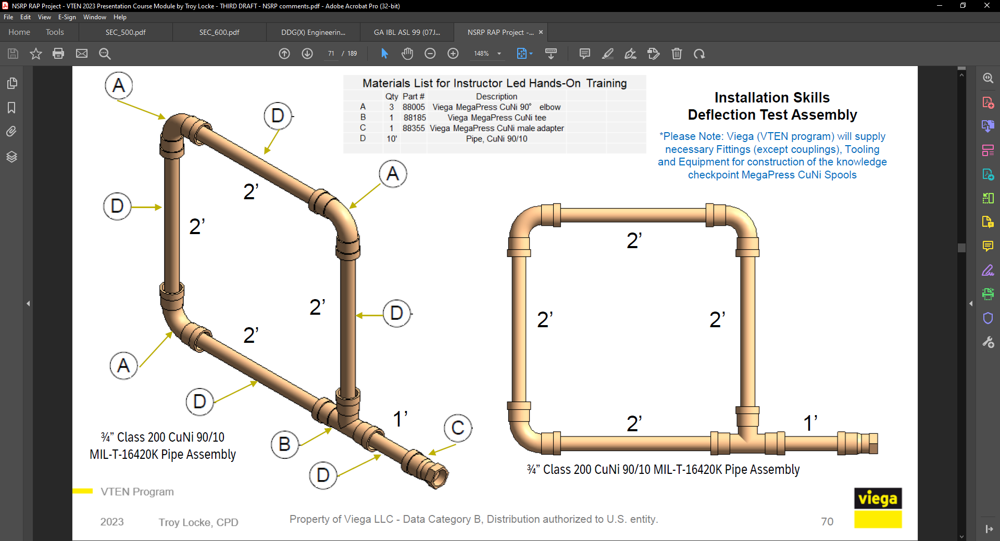 NSRP RAP Project - VTEN 2023 Presentation Course Module by Troy Locke - THIRD DRAFT - NSRP comments.pdf - Adobe Acrobat Pro (32-bit)
File Edit View E-Sign Window Help
Home Tools SEC_500.pdf SEC_600.pdf DDG(X) Engineerin... GA IBL ASL 99 (07J... NSRP RAP Project -... ×
71 / 189 148%
A
D
A
D
2’
2’
2’
D
2’
A
D
1’
C
B
D
¾” Class 200 CuNi 90/10
MIL-T-16420K Pipe Assembly
Materials List for Instructor Led Hands-On Training
Qty Part # Description
A 3 88005 Viega MegaPress CuNi 90° elbow
B 1 88185 Viega MegaPress CuNi tee
C 1 88355 Viega MegaPress CuNi male adapter
D 10' Pipe, CuNi 90/10
Installation Skills
Deflection Test Assembly
*Please Note: Viega (VTEN program) will supply
necessary Fittings (except couplings), Tooling
and Equipment for construction of the knowledge
checkpoint MegaPress CuNi Spools
2’
2’ 2’
2’ 1’
¾” Class 200 CuNi 90/10 MIL-T-16420K Pipe Assembly
VTEN Program
viega
2023 Troy Locke, CPD Property of Viega LLC - Data Category B, Distribution authorized to U.S. entity. 70